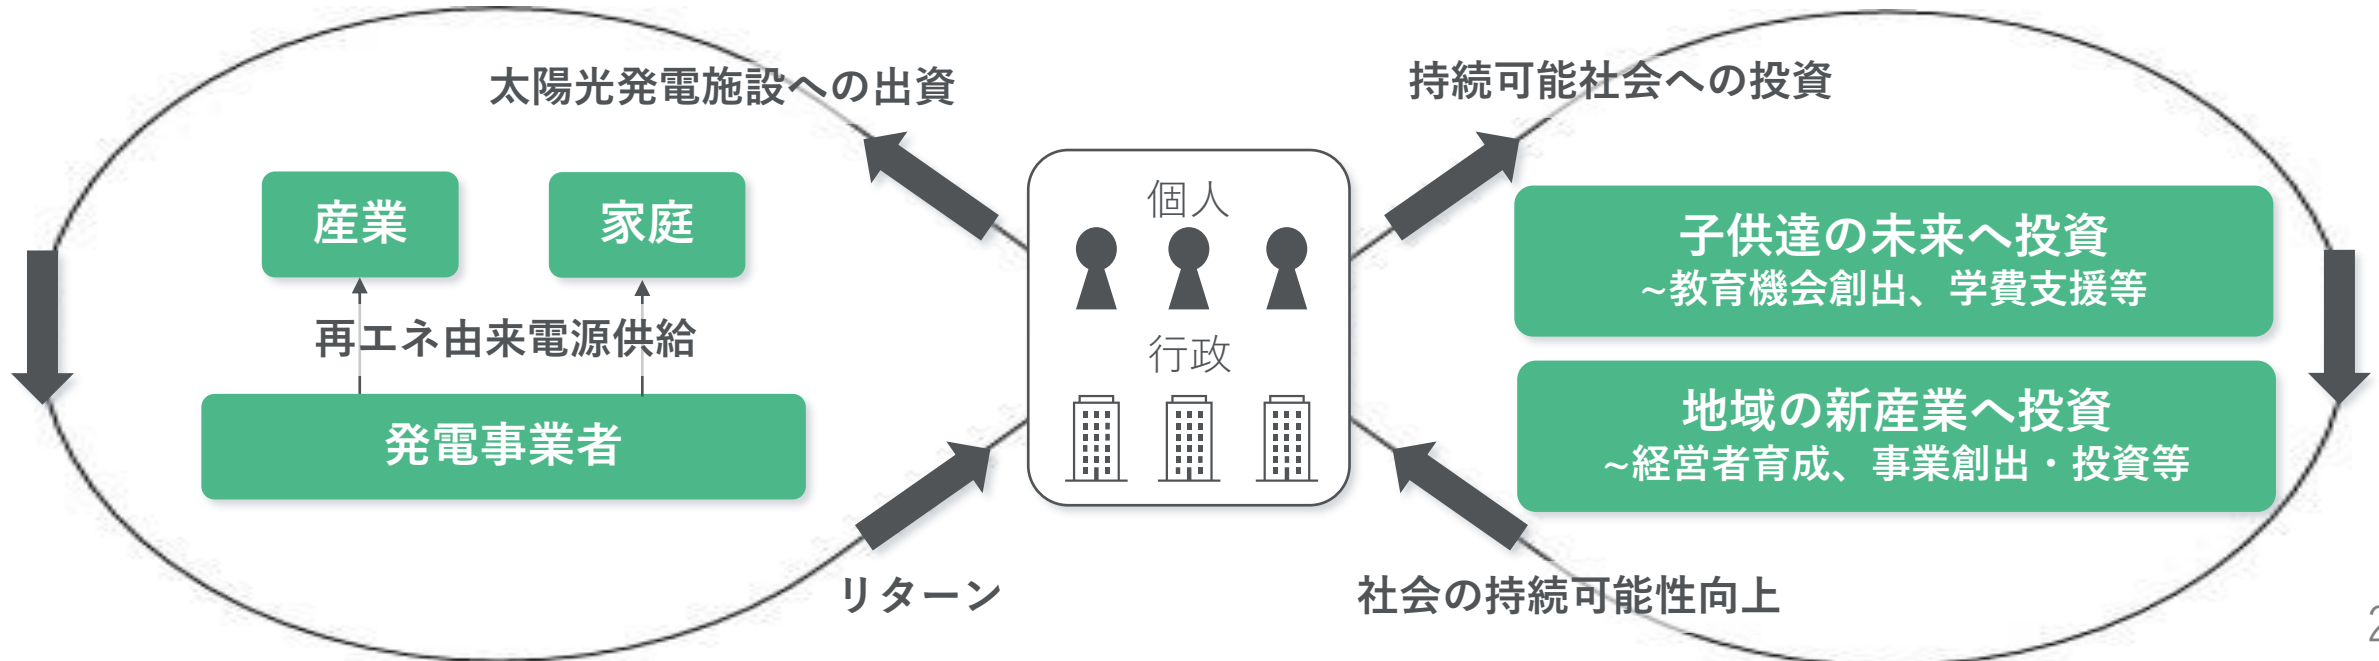 太陽光発電施設への出資
産業
家庭
再エネ由来電源供給
発電事業者
リターン
個人
行政
持続可能社会への投資
子供達の未来へ投資
~教育機会創出、学費支援等
地域の新産業へ投資
~経営者育成、事業創出・投資等
社会の持続可能性向上